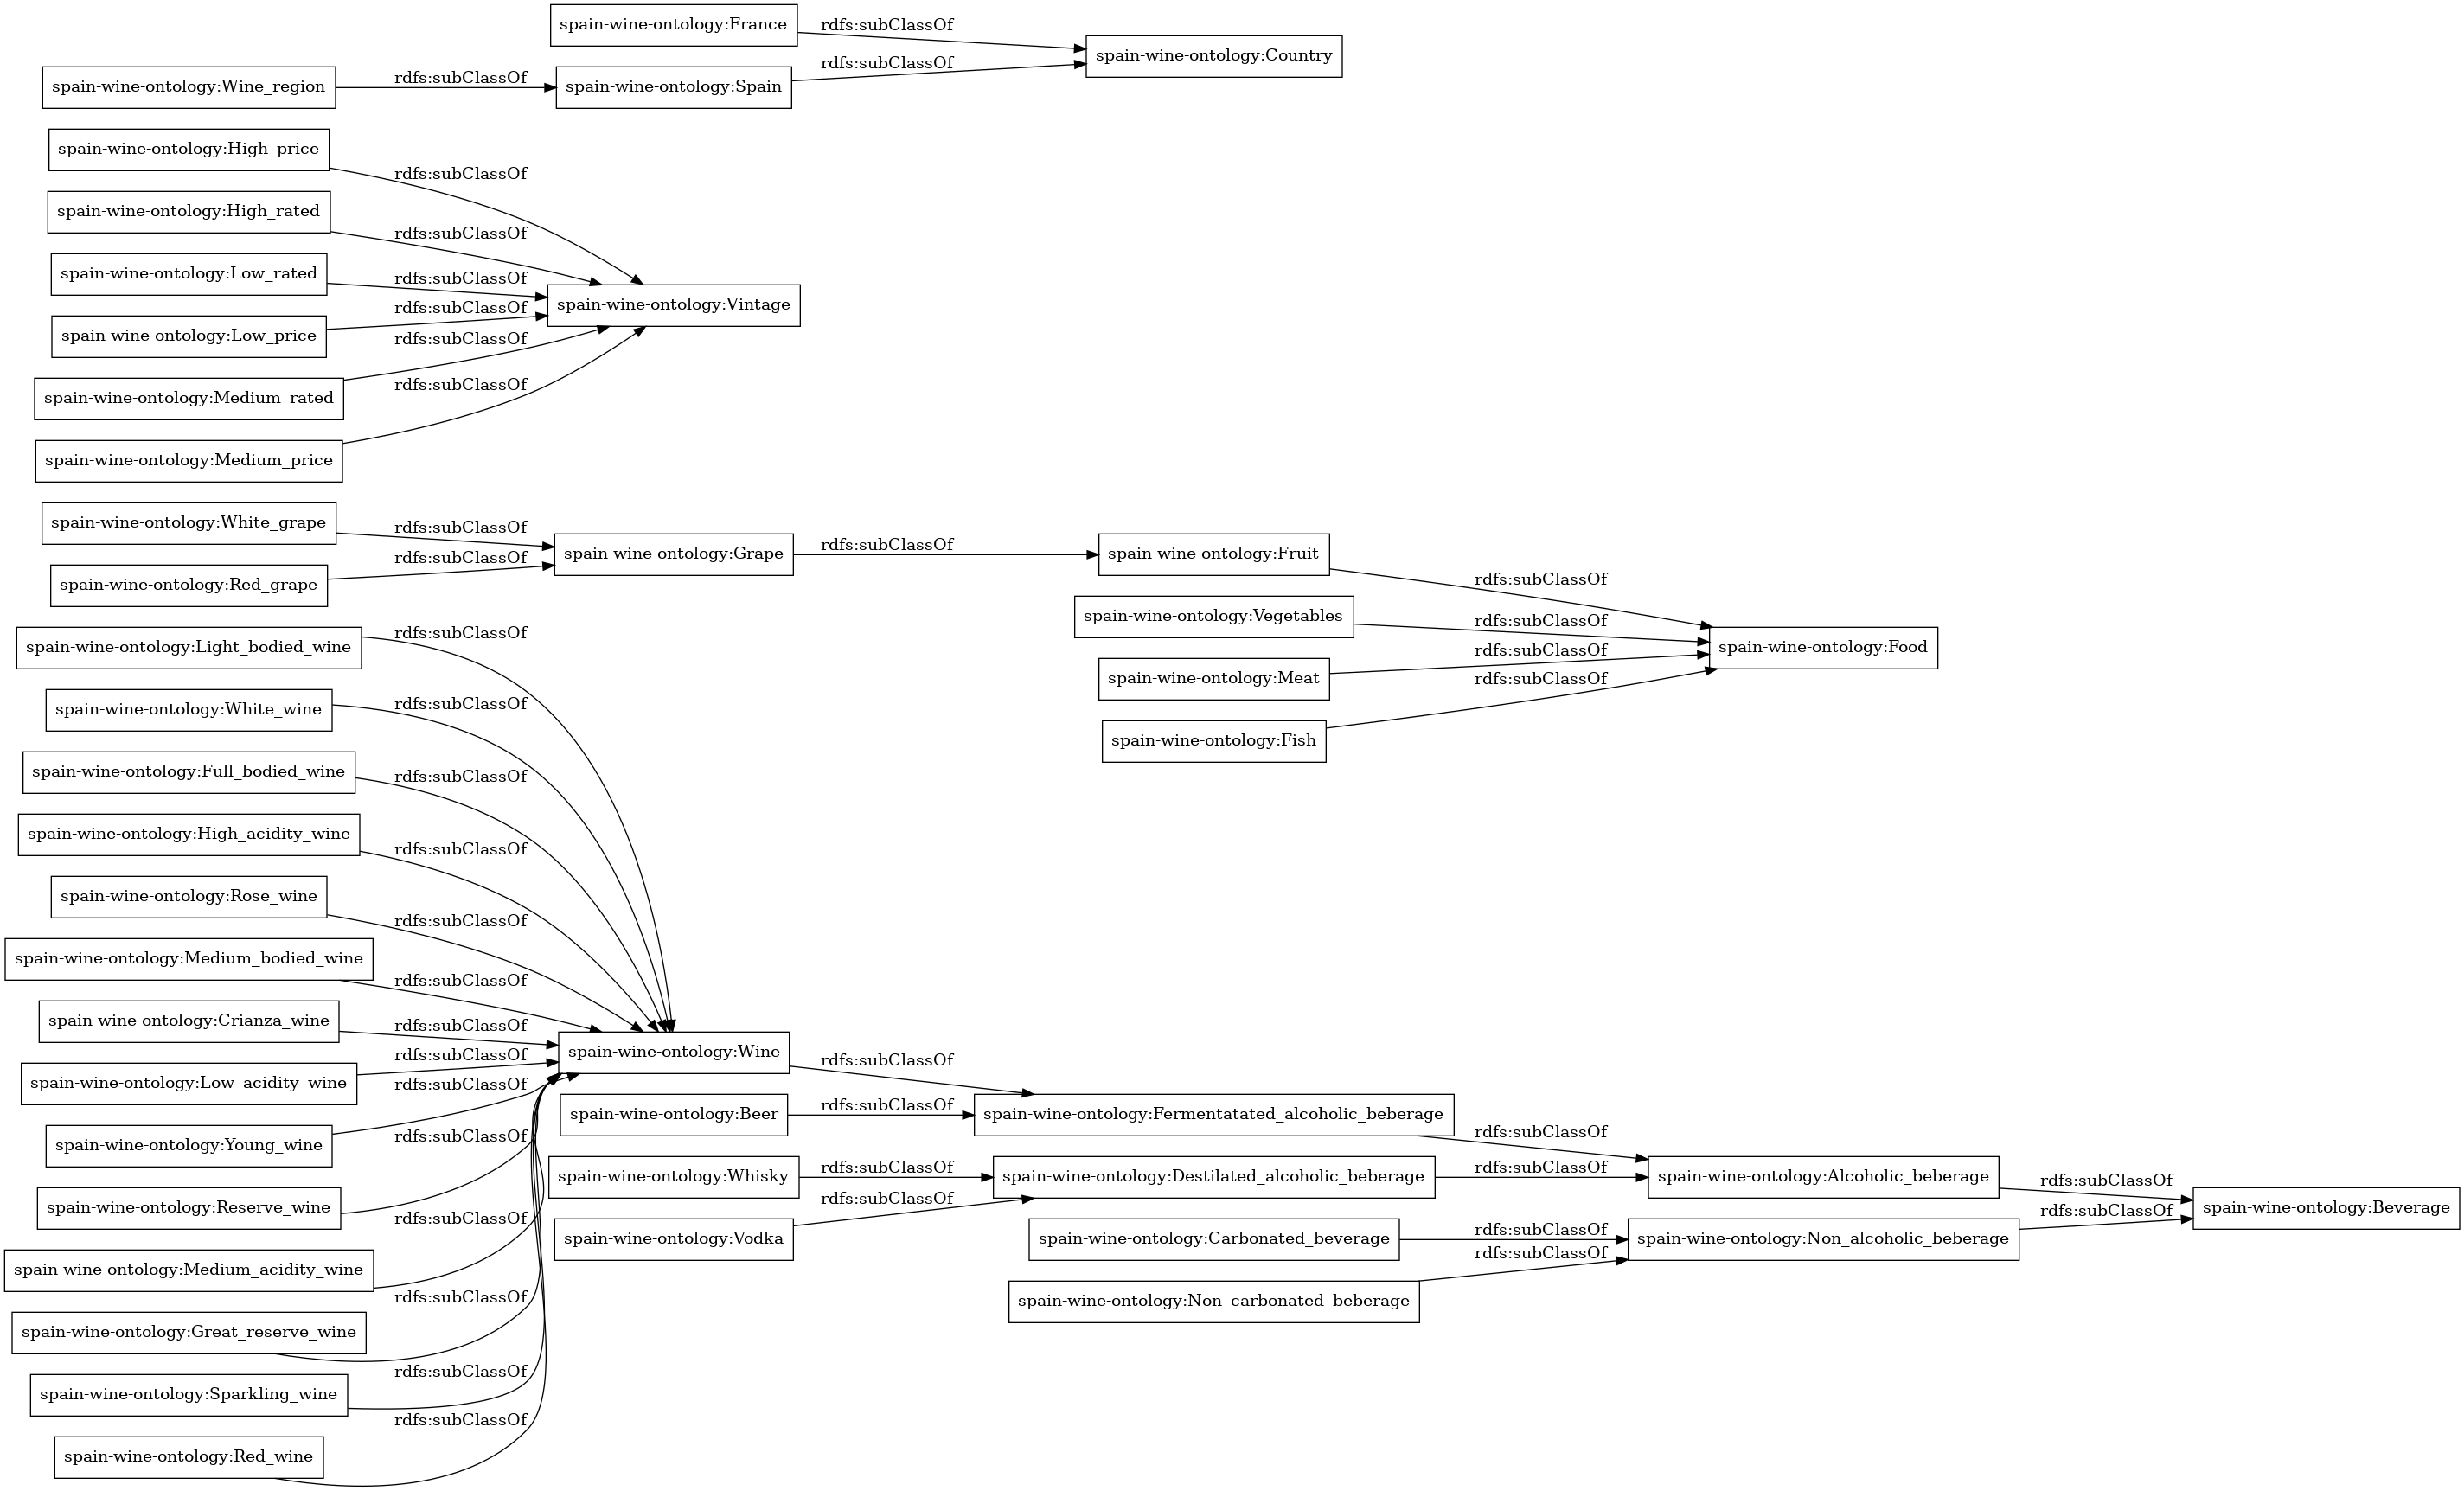 spain-wine-ontology:France
rdfs:subClassOf
spain-wine-ontology:Country
spain-wine-ontology:Wine_region
rdfs:subClassOf
spain-wine-ontology:Spain
rdfs:subClassOf
spain-wine-ontology:High_price
rdfs:subClassOf
spain-wine-ontology:High_rated
rdfs:subClassOf
spain-wine-ontology:Low_rated
rdfs:subClassOf
spain-wine-ontology:Vintage
spain-wine-ontology:Low_price
rdfs:subClassOf
spain-wine-ontology:Medium_rated
rdfs:subClassOf
spain-wine-ontology:Medium_price
rdfs:subClassOf
spain-wine-ontology:White_grape
rdfs:subClassOf
spain-wine-ontology:Red_grape
rdfs:subClassOf
spain-wine-ontology:Grape
rdfs:subClassOf
spain-wine-ontology:Fruit
rdfs:subClassOf
spain-wine-ontology:Vegetables
rdfs:subClassOf
spain-wine-ontology:Meat
rdfs:subClassOf
spain-wine-ontology:Fish
rdfs:subClassOf
spain-wine-ontology:Food
spain-wine-ontology:Light_bodied_wine
rdfs:subClassOf
spain-wine-ontology:White_wine
rdfs:subClassOf
spain-wine-ontology:Full_bodied_wine
rdfs:subClassOf
spain-wine-ontology:High_acidity_wine
rdfs:subClassOf
spain-wine-ontology:Rose_wine
rdfs:subClassOf
spain-wine-ontology:Medium_bodied_wine
rdfs:subClassOf
spain-wine-ontology:Crianza_wine
rdfs:subClassOf
spain-wine-ontology:Low_acidity_wine
rdfs:subClassOf
spain-wine-ontology:Young_wine
rdfs:subClassOf
spain-wine-ontology:Reserve_wine
rdfs:subClassOf
spain-wine-ontology:Medium_acidity_wine
rdfs:subClassOf
spain-wine-ontology:Great_reserve_wine
rdfs:subClassOf
spain-wine-ontology:Sparkling_wine
rdfs:subClassOf
spain-wine-ontology:Red_wine
rdfs:subClassOf
spain-wine-ontology:Wine
rdfs:subClassOf
spain-wine-ontology:Beer
rdfs:subClassOf
spain-wine-ontology:Fermentatated_alcoholic_beberage
rdfs:subClassOf
spain-wine-ontology:Whisky
rdfs:subClassOf
spain-wine-ontology:Vodka
rdfs:subClassOf
spain-wine-ontology:Destilated_alcoholic_beberage
rdfs:subClassOf
spain-wine-ontology:Alcoholic_beberage
rdfs:subClassOf
spain-wine-ontology:Carbonated_beverage
rdfs:subClassOf
spain-wine-ontology:Non_carbonated_beberage
rdfs:subClassOf
spain-wine-ontology:Non_alcoholic_beberage
rdfs:subClassOf
spain-wine-ontology:Beverage